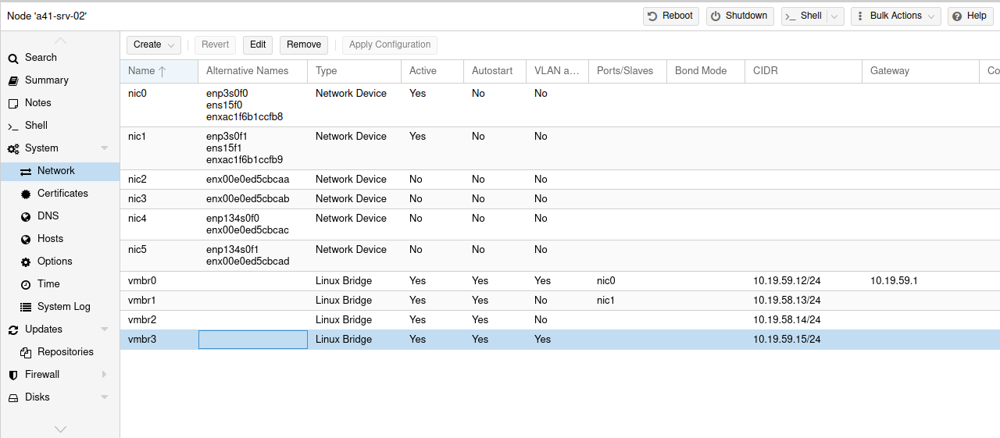 Node 'a41-srv-02'
Reboot Shutdown Shell Bulk Actions Help
Search
Summary
Notes
Shell
System
Network
Certificates
DNS
Hosts
Options
Time
System Log
Updates
Repositories
Firewall
Disks
Create Revert Edit Remove Apply Configuration
Name Alternative Names Type Active Autostart VLAN a... Ports/Slaves Bond Mode CIDR Gateway Co
nic0 enp3s0f0 Network Device Yes No No
ens15f0
enxac1f6b1ccfb8
nic1 enp3s0f1 Network Device Yes No No
ens15f1
enxac1f6b1ccfb9
nic2 enx00e0ed5cbcaa Network Device No No No
nic3 enx00e0ed5cbcab Network Device No No No
nic4 enp134s0f0 Network Device No No No
enx00e0ed5cbcac
nic5 enp134s0f1 Network Device No No No
enx00e0ed5cbcad
vmbr0 Linux Bridge Yes Yes Yes nic0 10.19.59.12/24 10.19.59.1
vmbr1 Linux Bridge Yes Yes No nic1 10.19.58.13/24
vmbr2 Linux Bridge Yes Yes No 10.19.58.14/24
vmbr3 Linux Bridge Yes Yes Yes 10.19.59.15/24